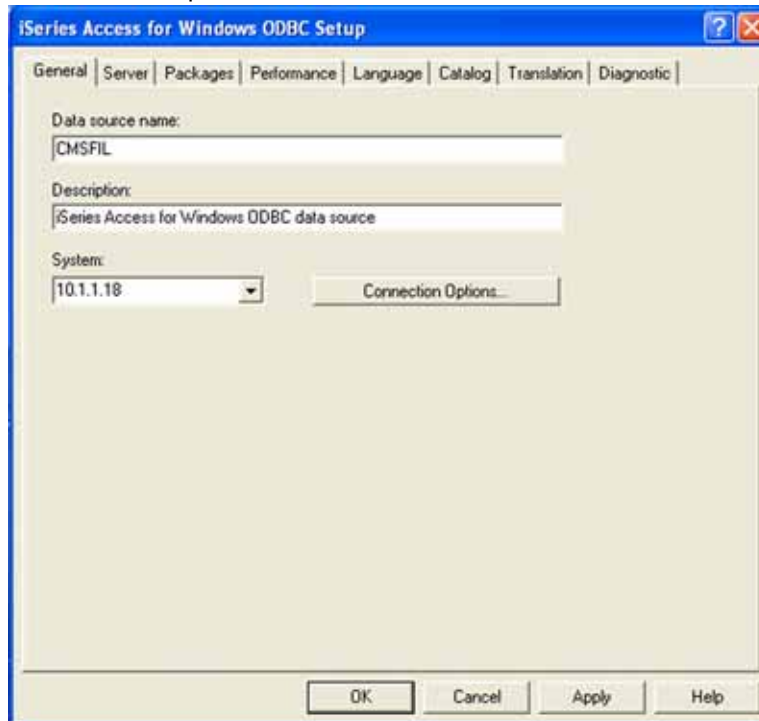 iSeries Access for Windows ODBC Setup
General Server Packages Performance Language Catalog Translation Diagnostic
Data source name:
CMSFIL
Description:
iSeries Access for Windows ODBC data source
System:
10.1.1.18 Connection Options...
OK Cancel Apply Help